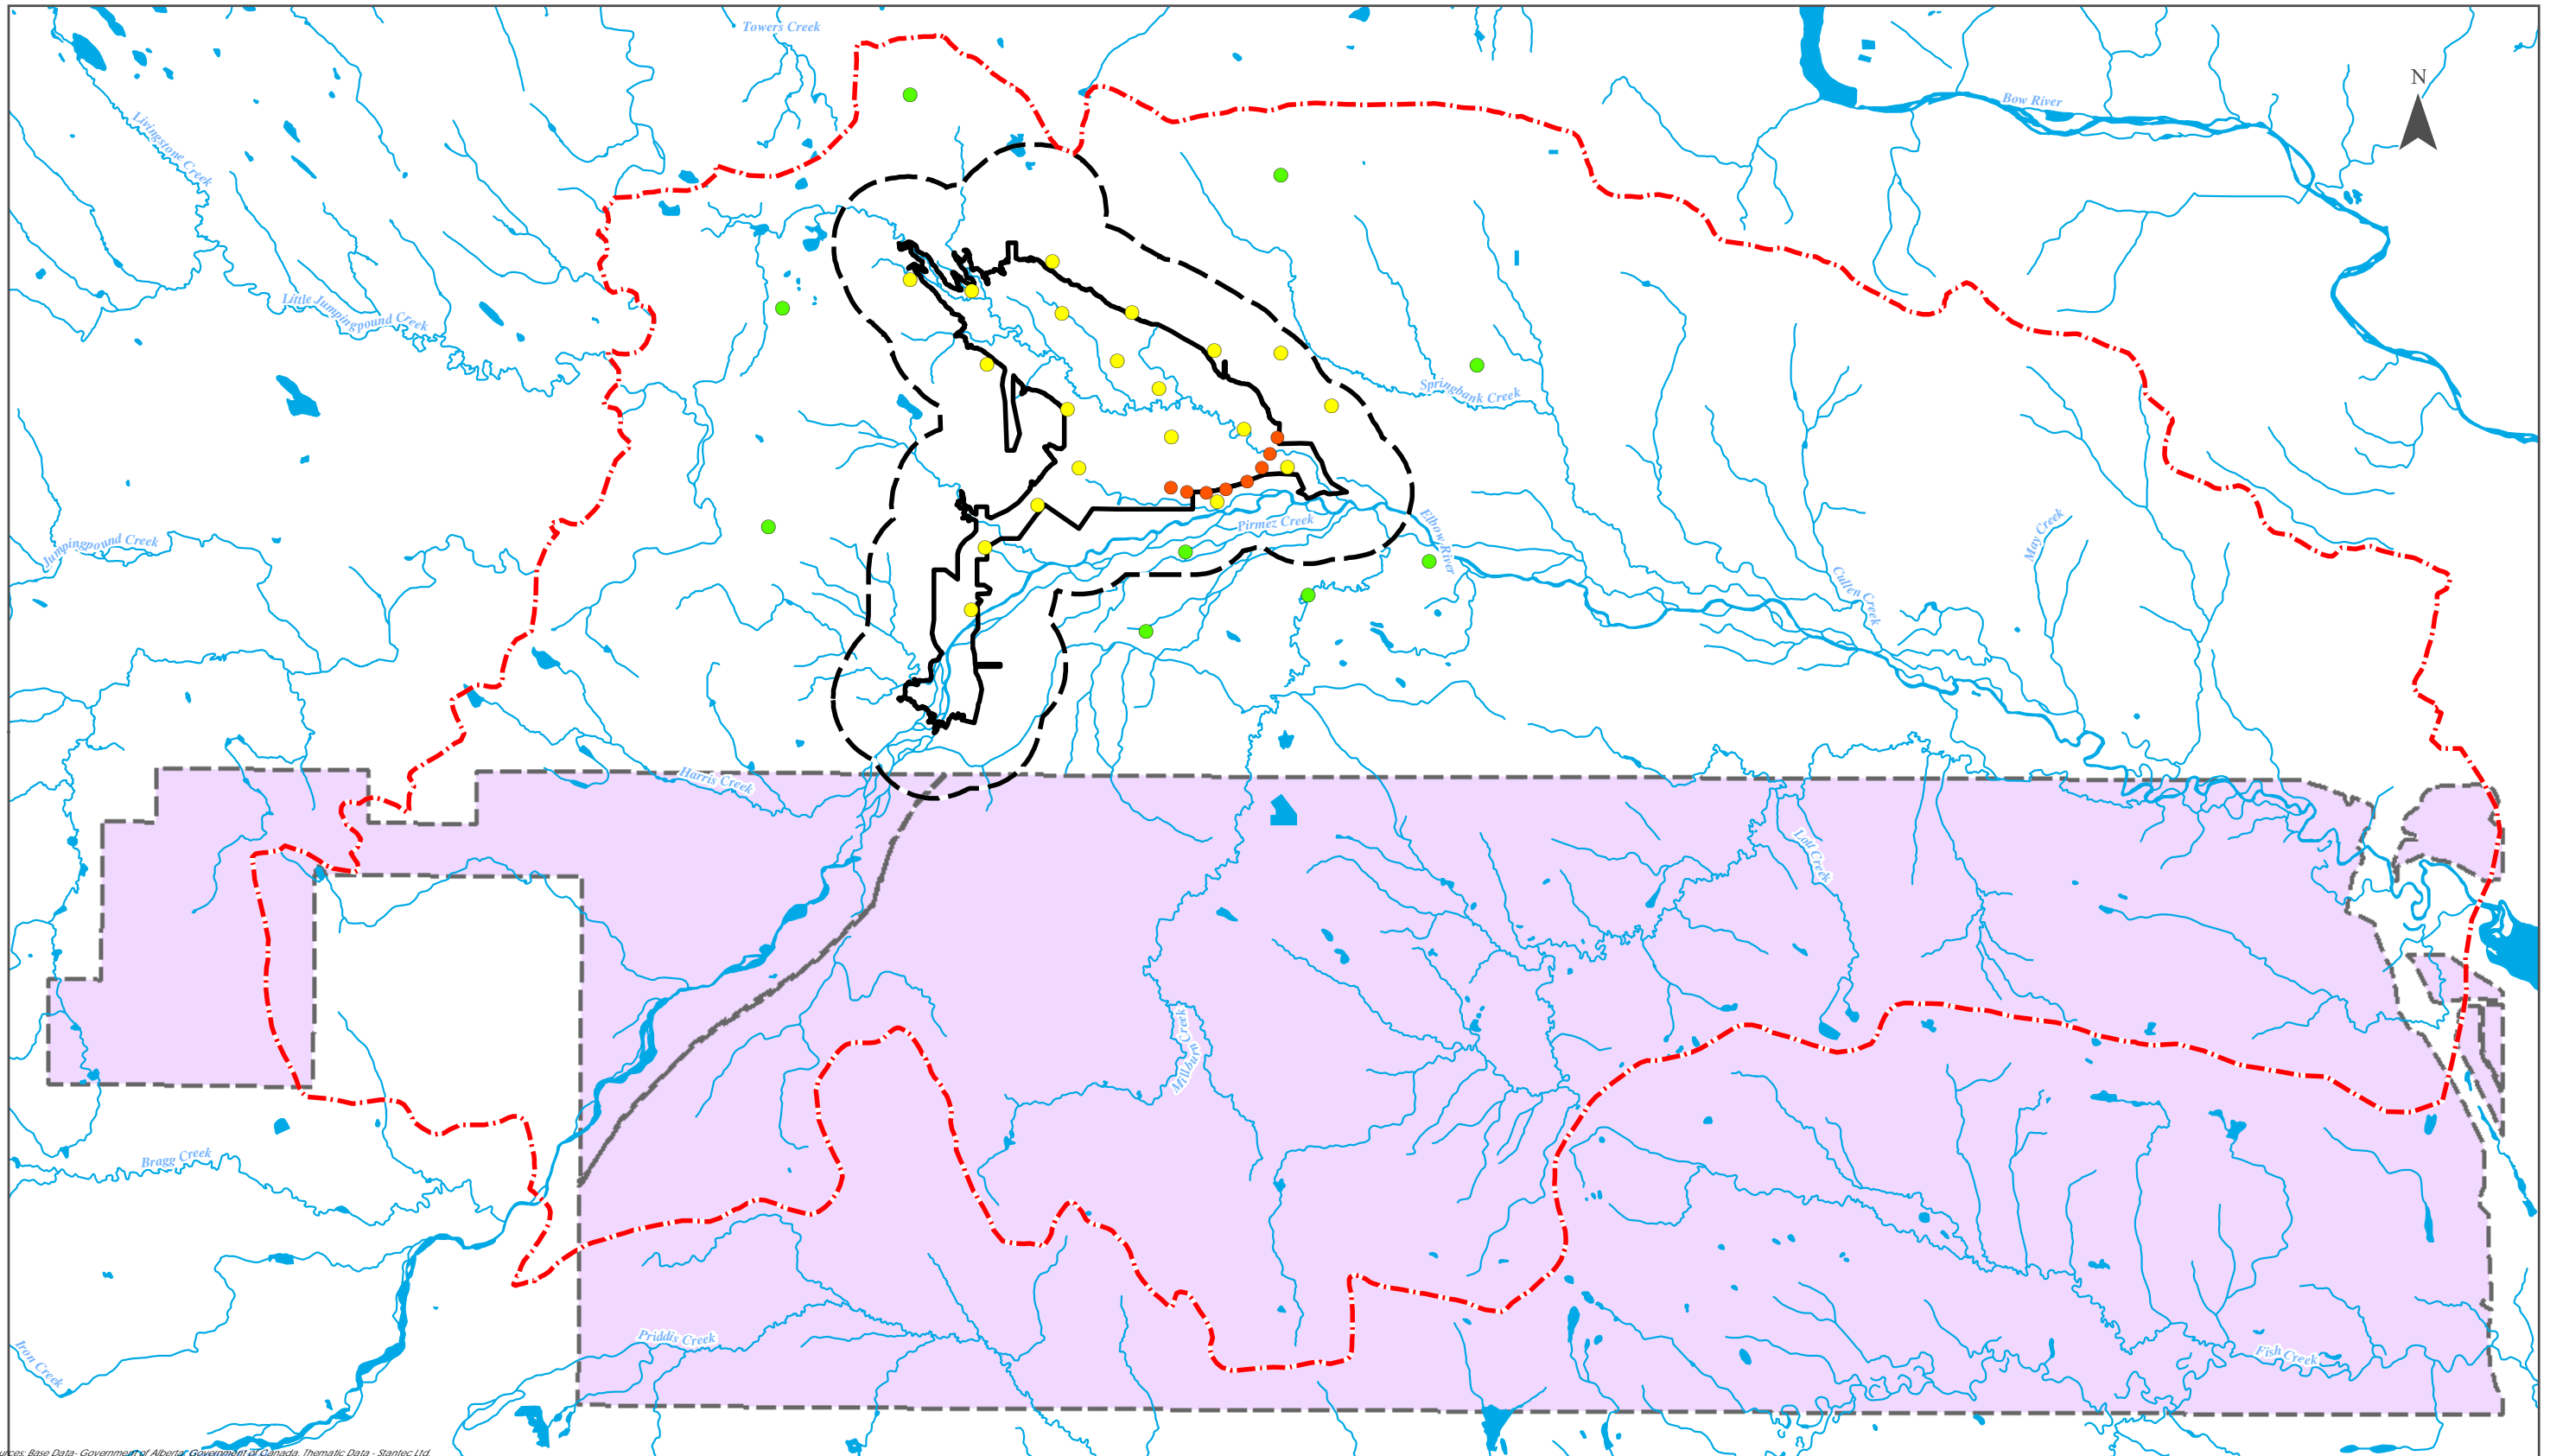 Towers Creek
N
Bow River
Livingstone Creek
Little Jumpingpound Creek
Springbank Creek
Jumpingpound Creek
Pirmez Creek
Elbow River
May Creek
Cullen Creek
Harris Creek
Lott Creek
Millburn Creek
Bragg Creek
Priddis Creek
Iron Creek
Fish Creek
Base Data- Government of Alberta, Government of Canada, Thematic Data - Stantec Ltd.